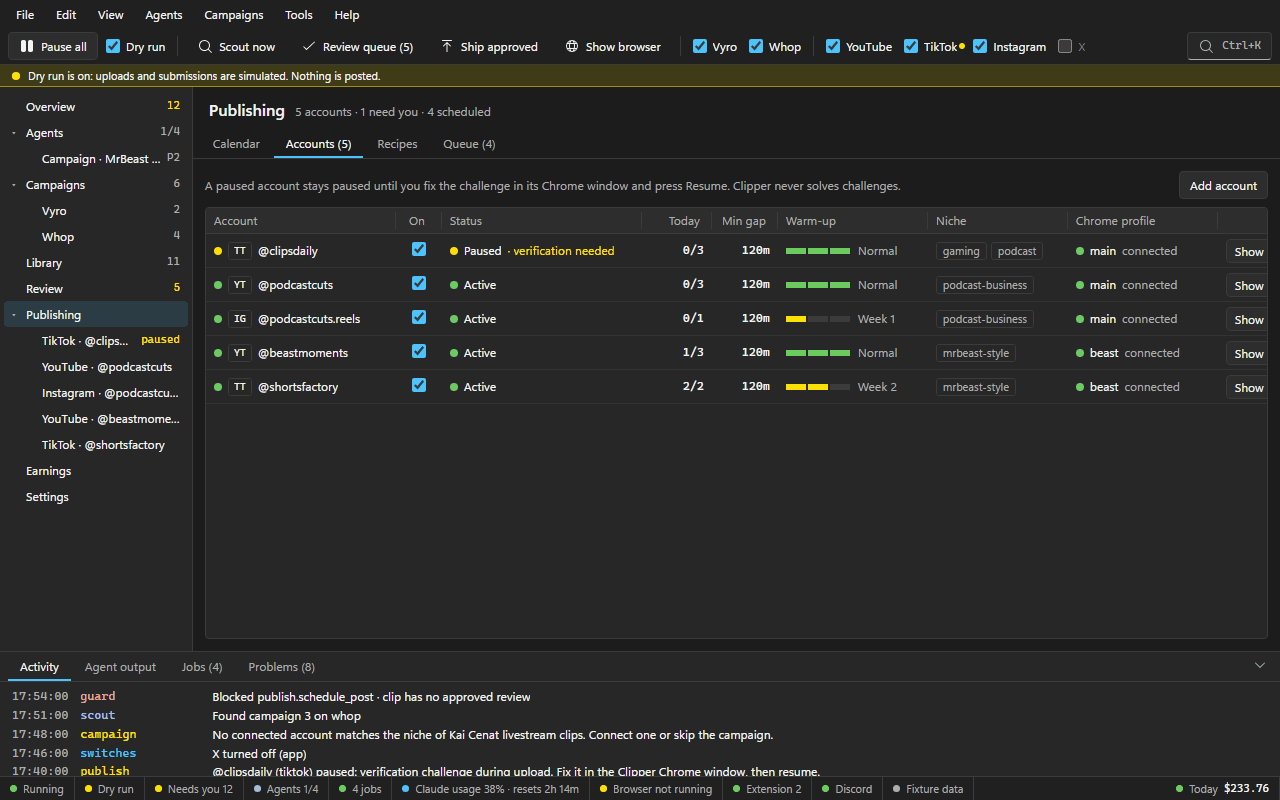 File Edit View Agents Campaigns Tools Help
Pause all Dry run Scout now Review queue (5) Ship approved Show browser Vyro Whop YouTube TikTok Instagram X Ctrl+K
Dry run is on: uploads and submissions are simulated. Nothing is posted.
Overview 12
Agents 1/4
Campaign · MrBeast ... P2
Campaigns 6
Vyro 2
Whop 4
Library 11
Review 5
Publishing
TikTok · @clips... paused
YouTube · @podcastcuts
Instagram · @podcastcu...
YouTube · @beastmome...
TikTok · @shortsfactory
Earnings
Settings
Publishing 5 accounts · 1 need you · 4 scheduled
Calendar Accounts (5) Recipes Queue (4)
A paused account stays paused until you fix the challenge in its Chrome window and press Resume. Clipper never solves challenges.
Add account
Account On Status Today Min gap Warm-up Niche Chrome profile
TT @clipsdaily Paused · verification needed 0/3 120m Normal gaming podcast main connected Show
YT @podcastcuts Active 0/3 120m Normal podcast-business main connected Show
IG @podcastcuts.reels Active 0/1 120m Week 1 podcast-business main connected Show
YT @beastmoments Active 1/3 120m Normal mrbeast-style beast connected Show
TT @shortsfactory Active 2/2 120m Week 2 mrbeast-style beast connected Show
Activity Agent output Jobs (4) Problems (8)
17:54:00 guard Blocked publish.schedule_post · clip has no approved review
17:51:00 scout Found campaign 3 on whop
17:48:00 campaign No connected account matches the niche of Kai Cenat livestream clips. Connect one or skip the campaign.
17:46:00 switches X turned off (app)
17:40:00 publish @clipsdaily (tiktok) paused: verification challenge during upload. Fix it in the Clipper Chrome window, then resume.
Running Dry run Needs you 12 Agents 1/4 4 jobs Claude usage 38% · resets 2h 14m Browser not running Extension 2 Discord Fixture data Today $233.76